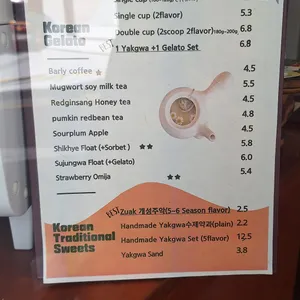 Korean
Gelato
Single cup (2flavor) 5.3
Double cup (2scoop 2flavor) 180g~200g 6.8
BEST 1 Yakgwa +1 Gelato Set 6.8
Barly coffee ★ 4.5
Mugwort soy milk tea 5.5
Redginsang Honey tea 4.5
pumkin redbean tea 4.5
Sourplum Apple 4.5
Shikhye Float (+Sorbet) ★★ 5.8
Sujungwa Float (+Gelato) 6.0
Strawberry Omija ★★ 5.4
Korean
Traditional
Sweets
BEST Zuak 개성주악(5~6 Season flavor) 2.5
Handmade Yakgwa수제약과(plain) 2.2
Handmade Yakgwa Set (5flavor) 12.5
Yakgwa Sand 3.8